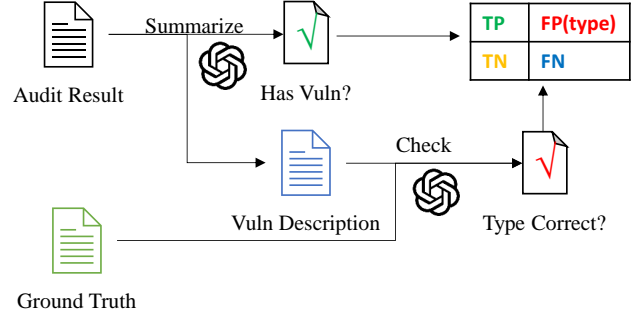 Summarize
TP FP(type)
TN FN
Audit Result
Has Vuln?
Check
Vuln Description
Type Correct?
Ground Truth